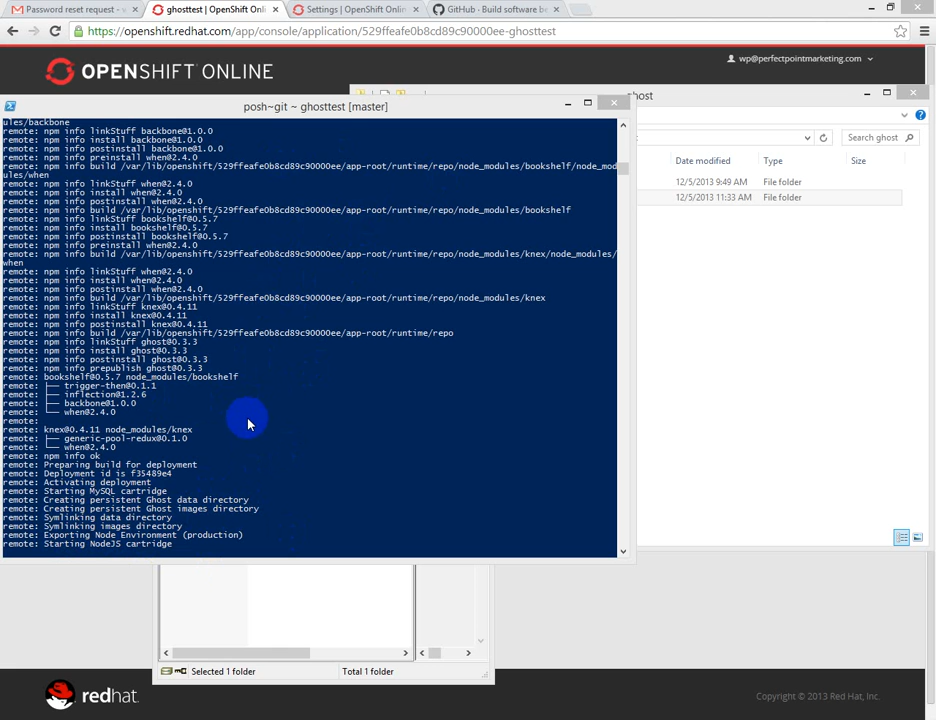 Password reset request -
ghosttest | OpenShift Onli
Settings | OpenShift Online
GitHub · Build software be
https://openshift.redhat.com/app/console/application/529ffeafe0b8cd89c90000ee-ghosttest
OPENSHIFT ONLINE
wp@perfectpointmarketing.com
posh~git ~ ghosttest [master]
ghost
Search ghost
Date modified Type Size
12/5/2013 9:49 AM File folder
12/5/2013 11:33 AM File folder
ules/backbone
remote: npm info linkStuff backbone@1.0.0
remote: npm info install backbone@1.0.0
remote: npm info postinstall backbone@1.0.0
remote: npm info preinstall when@2.4.0
remote: npm info build /var/lib/openshift/529ffeafe0b8cd89c90000ee/app-root/runtime/repo/node_modules/bookshelf/node_mod
ules/when
remote: npm info linkStuff when@2.4.0
remote: npm info install when@2.4.0
remote: npm info postinstall when@2.4.0
remote: npm info build /var/lib/openshift/529ffeafe0b8cd89c90000ee/app-root/runtime/repo/node_modules/bookshelf
remote: npm info linkStuff bookshelf@0.5.7
remote: npm info install bookshelf@0.5.7
remote: npm info postinstall bookshelf@0.5.7
remote: npm info preinstall when@2.4.0
remote: npm info build /var/lib/openshift/529ffeafe0b8cd89c90000ee/app-root/runtime/repo/node_modules/knex/node_modules/
when
remote: npm info linkStuff when@2.4.0
remote: npm info install when@2.4.0
remote: npm info postinstall when@2.4.0
remote: npm info build /var/lib/openshift/529ffeafe0b8cd89c90000ee/app-root/runtime/repo/node_modules/knex
remote: npm info linkStuff knex@0.4.11
remote: npm info install knex@0.4.11
remote: npm info postinstall knex@0.4.11
remote: npm info build /var/lib/openshift/529ffeafe0b8cd89c90000ee/app-root/runtime/repo
remote: npm info linkStuff ghost@0.3.3
remote: npm info install ghost@0.3.3
remote: npm info postinstall ghost@0.3.3
remote: npm info prepublish ghost@0.3.3
remote: bookshelf@0.5.7 node_modules/bookshelf
remote: ├── trigger-then@0.1.1
remote: ├── inflection@1.2.6
remote: ├── backbone@1.0.0
remote: └── when@2.4.0
remote:
remote: knex@0.4.11 node_modules/knex
remote: ├── generic-pool-redux@0.1.0
remote: └── when@2.4.0
remote: npm info ok
remote: Preparing build for deployment
remote: Deployment id is f35489e4
remote: Activating deployment
remote: Starting MySQL cartridge
remote: Creating persistent Ghost data directory
remote: Creating persistent Ghost images directory
remote: Symlinking data directory
remote: Symlinking images directory
remote: Exporting Node Environment (production)
remote: Starting NodeJS cartridge
Selected 1 folder Total 1 folder
redhat.
Copyright © 2013 Red Hat, Inc.